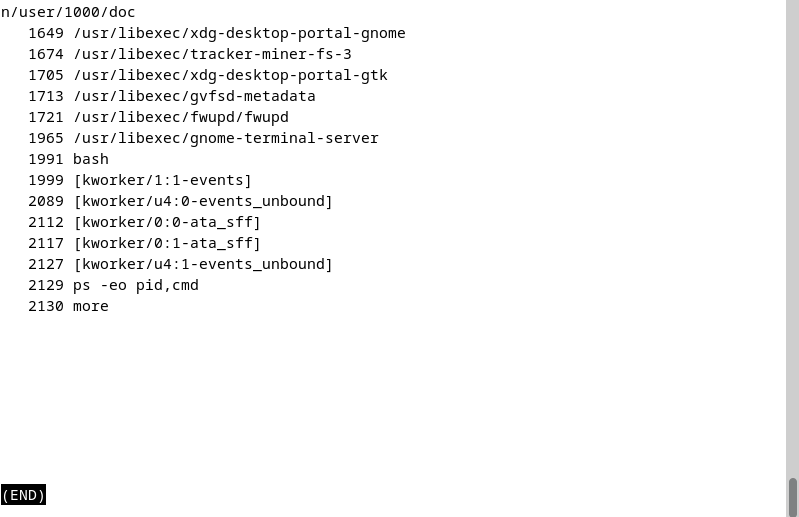 n/user/1000/doc
1649 /usr/libexec/xdg-desktop-portal-gnome
1674 /usr/libexec/tracker-miner-fs-3
1705 /usr/libexec/xdg-desktop-portal-gtk
1713 /usr/libexec/gvfsd-metadata
1721 /usr/libexec/fwupd/fwupd
1965 /usr/libexec/gnome-terminal-server
1991 bash
1999 [kworker/1:1-events]
2089 [kworker/u4:0-events_unbound]
2112 [kworker/0:0-ata_sff]
2117 [kworker/0:1-ata_sff]
2127 [kworker/u4:1-events_unbound]
2129 ps -eo pid,cmd
2130 more
(END)